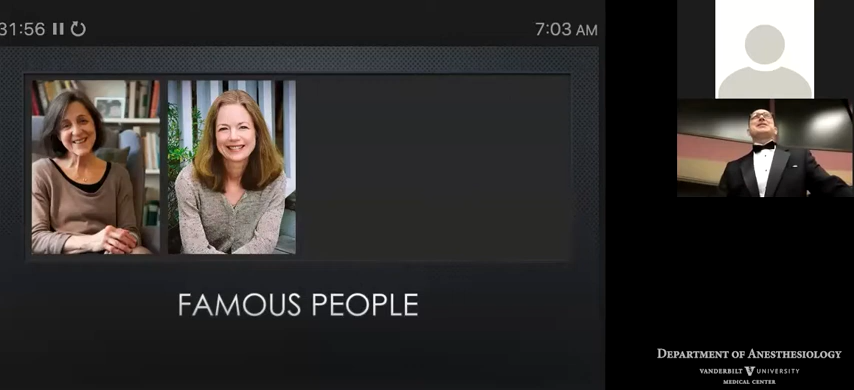 31:56
7:03 AM
FAMOUS PEOPLE
DEPARTMENT OF ANESTHESIOLOGY
VANDERBILT UNIVERSITY
MEDICAL CENTER